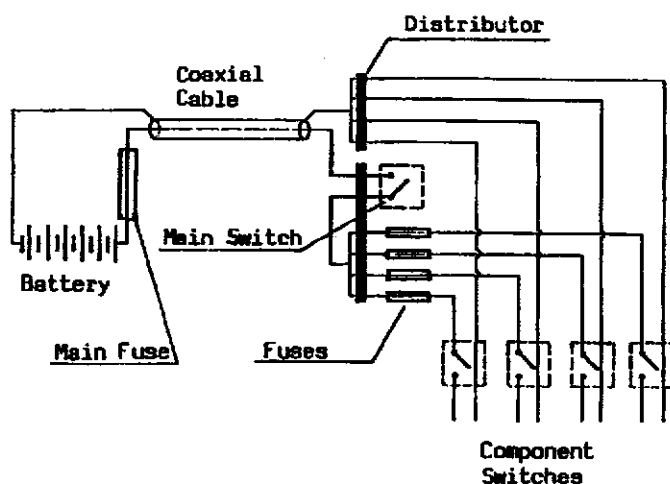 Distributor
Coaxial
Cable
Main Switch
Battery
Main Fuse
Fuses
Component
Switches